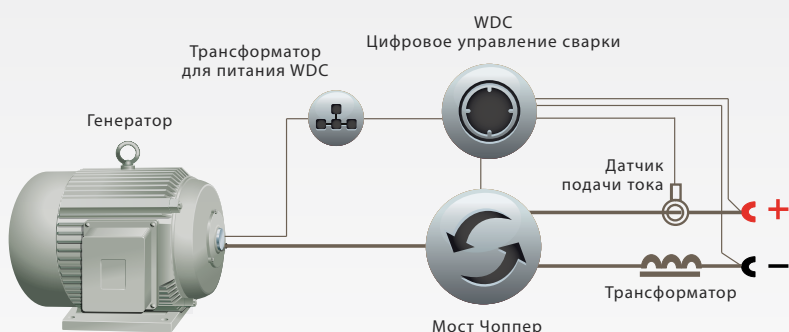 WDC
Цифровое управление сварки
Трансформатор
для питания WDC
Генератор
Датчик
подачи тока
+
−
Трансформатор
Мост Чоппер